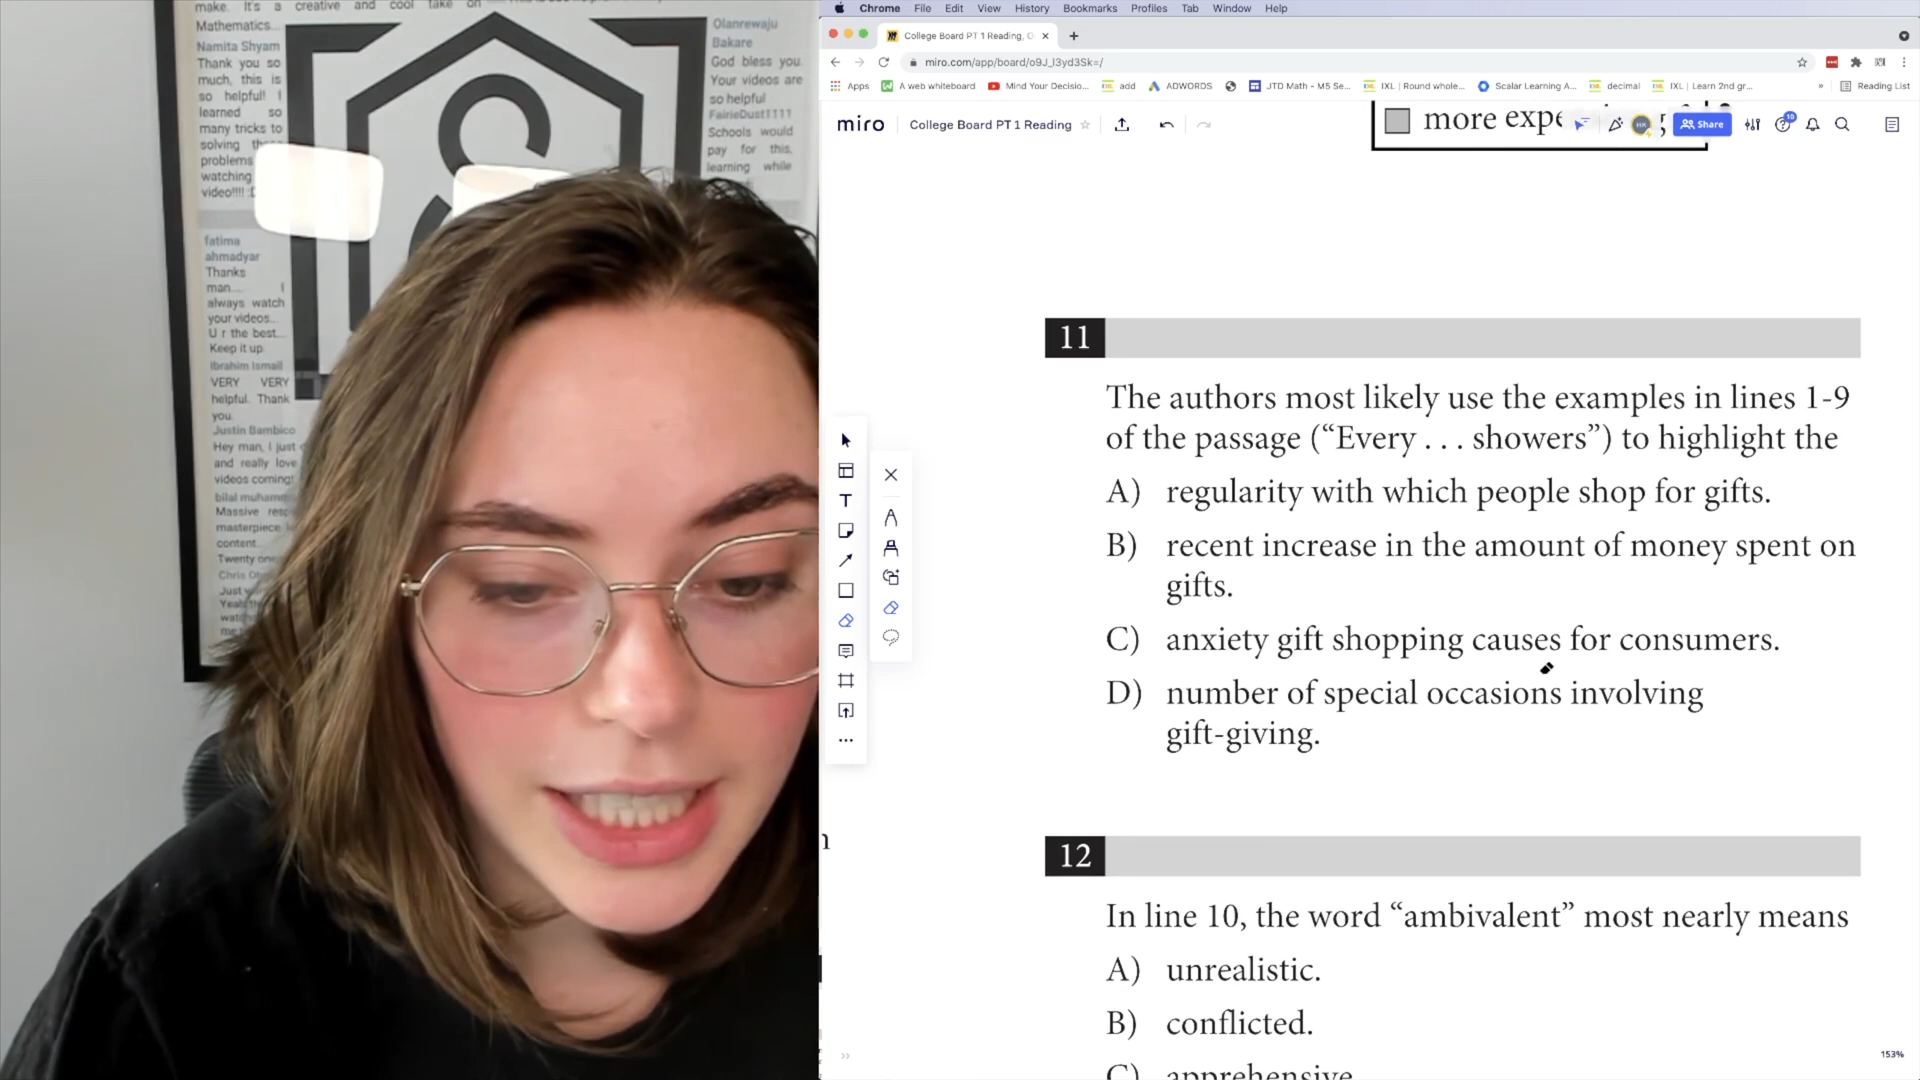 make. It's a creative and cool take on
Mathematics...
Namita Shyam
Thank you so
much, this is
so helpful! I
learned so
many tricks to
solving
problems
watching
video!!!!
fatima
ahmadyar
Thanks
man.... I
always watch
your videos...
U r the best...
Keep it up.
Ibrahim Ismail
VERY VERY
helpful. Thank
you.
Justin Bambico
Hey man, I just
and really love
videos coming!
bilal
Massive
masterpiece
content.
Twenty one
Olanrewaju
Bakare
God bless you.
Your videos are
so helpful
FairieDust1111
Schools would
pay for this,
learning while
Chrome File Edit View History Bookmarks Profiles Tab Window Help
College Board PT 1 Reading, O
miro.com/app/board/o9J_l3yd3Sk=/
Apps A web whiteboard Mind Your Decisio... add ADWORDS JTD Math - M5 Se... IXL | Round whole... Scalar Learning A... decimal IXL | Learn 2nd gr... » Reading List
miro College Board PT 1 Reading Share 10
more expe
11
The authors most likely use the examples in lines 1-9
of the passage (“Every . . . showers”) to highlight the
A) regularity with which people shop for gifts.
B) recent increase in the amount of money spent on
gifts.
C) anxiety gift shopping causes for consumers.
D) number of special occasions involving
gift-giving.
12
In line 10, the word “ambivalent” most nearly means
A) unrealistic.
B) conflicted.
C) apprehensive.
153%